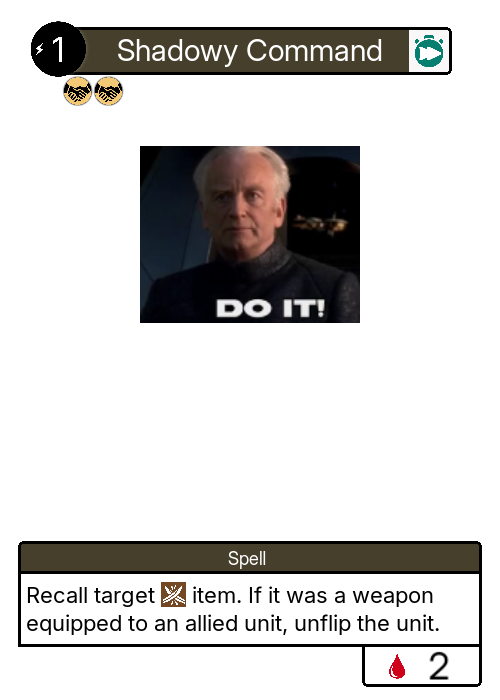 1 Shadowy Command
DO IT!
Spell
Recall target item. If it was a weapon
equipped to an allied unit, unflip the unit.
2